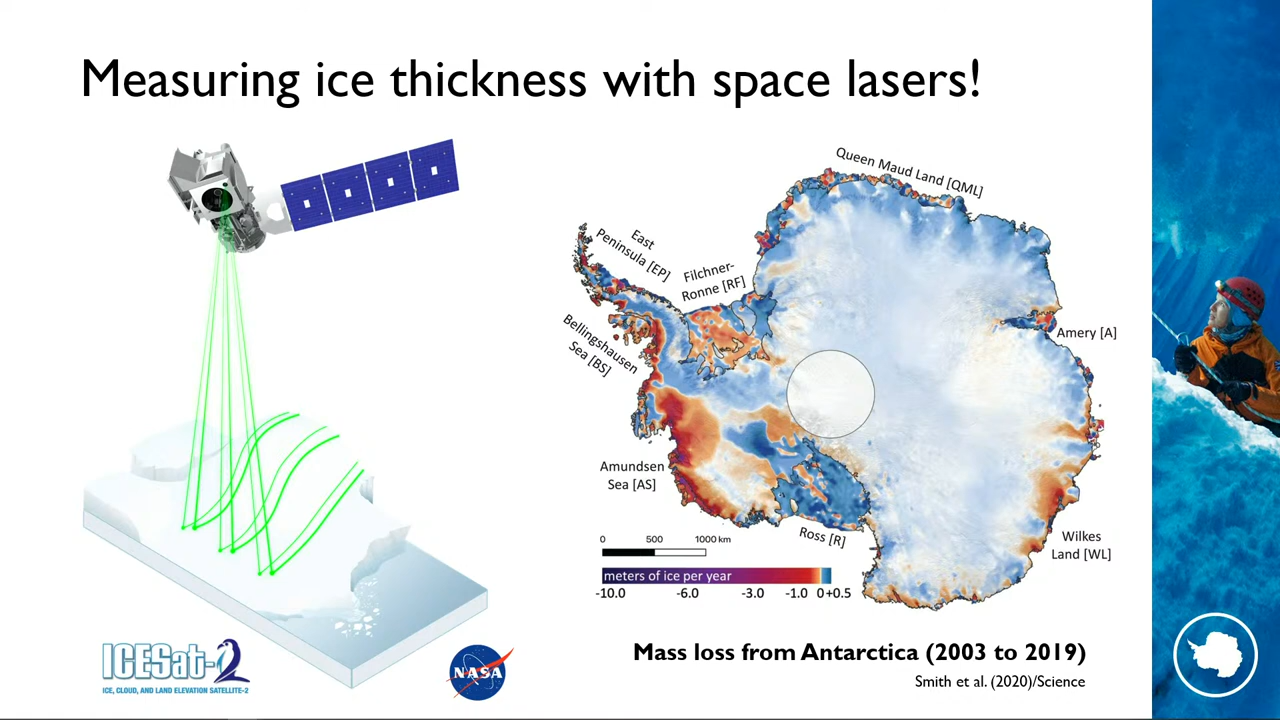 Measuring ice thickness with space lasers!
Queen Maud Land [QML]
East
Peninsula [EP]
Filchner-
Ronne [RF]
Bellingshausen
Sea [BS]
Amery [A]
Amundsen
Sea [AS]
Ross [R]
Wilkes
Land [WL]
0 500 1000 km
meters of ice per year
-10.0 -6.0 -3.0 -1.0 0 +0.5
ICESat-2
ICE, CLOUD, AND LAND ELEVATION SATELLITE-2
NASA
Mass loss from Antarctica (2003 to 2019)
Smith et al. (2020)/Science